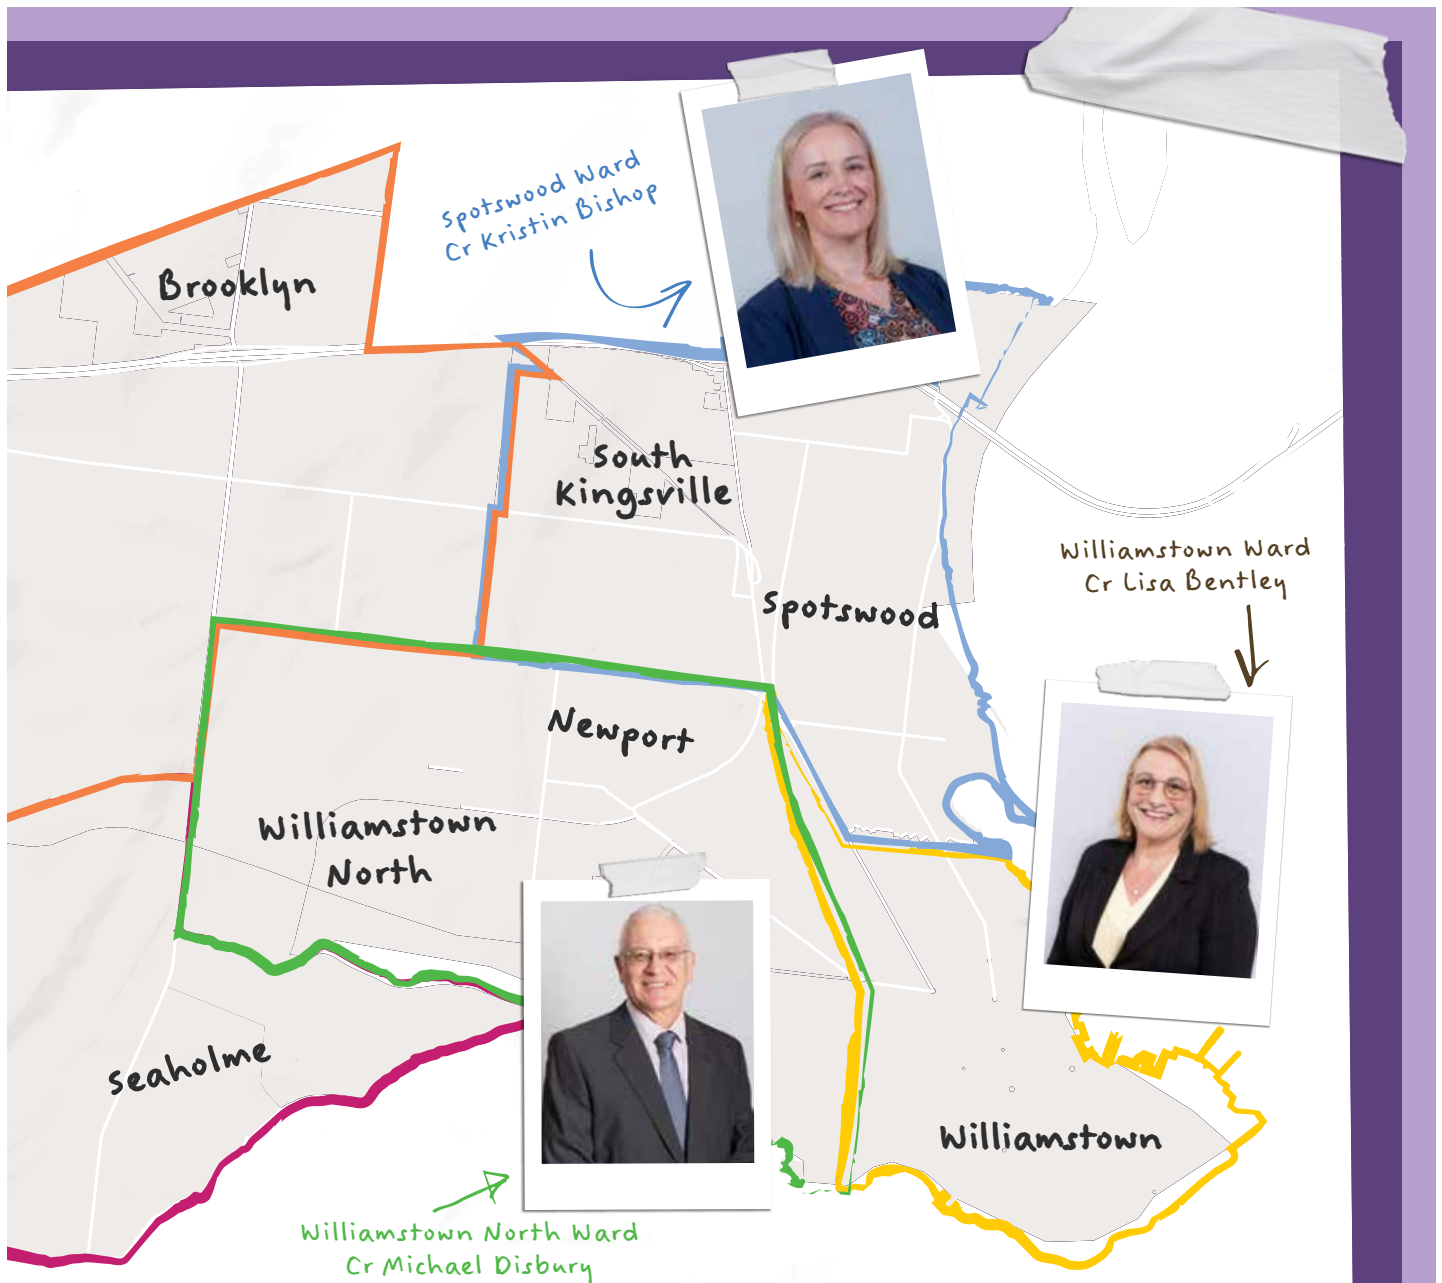 Spotswood Ward
Cr Kristin Bishop
Brooklyn
South
Kingsville
Williamstown Ward
Cr Lisa Bentley
Spotswood
Newport
Williamstown
North
Seaholme
Williamstown
Williamstown North Ward
Cr Michael Disbury